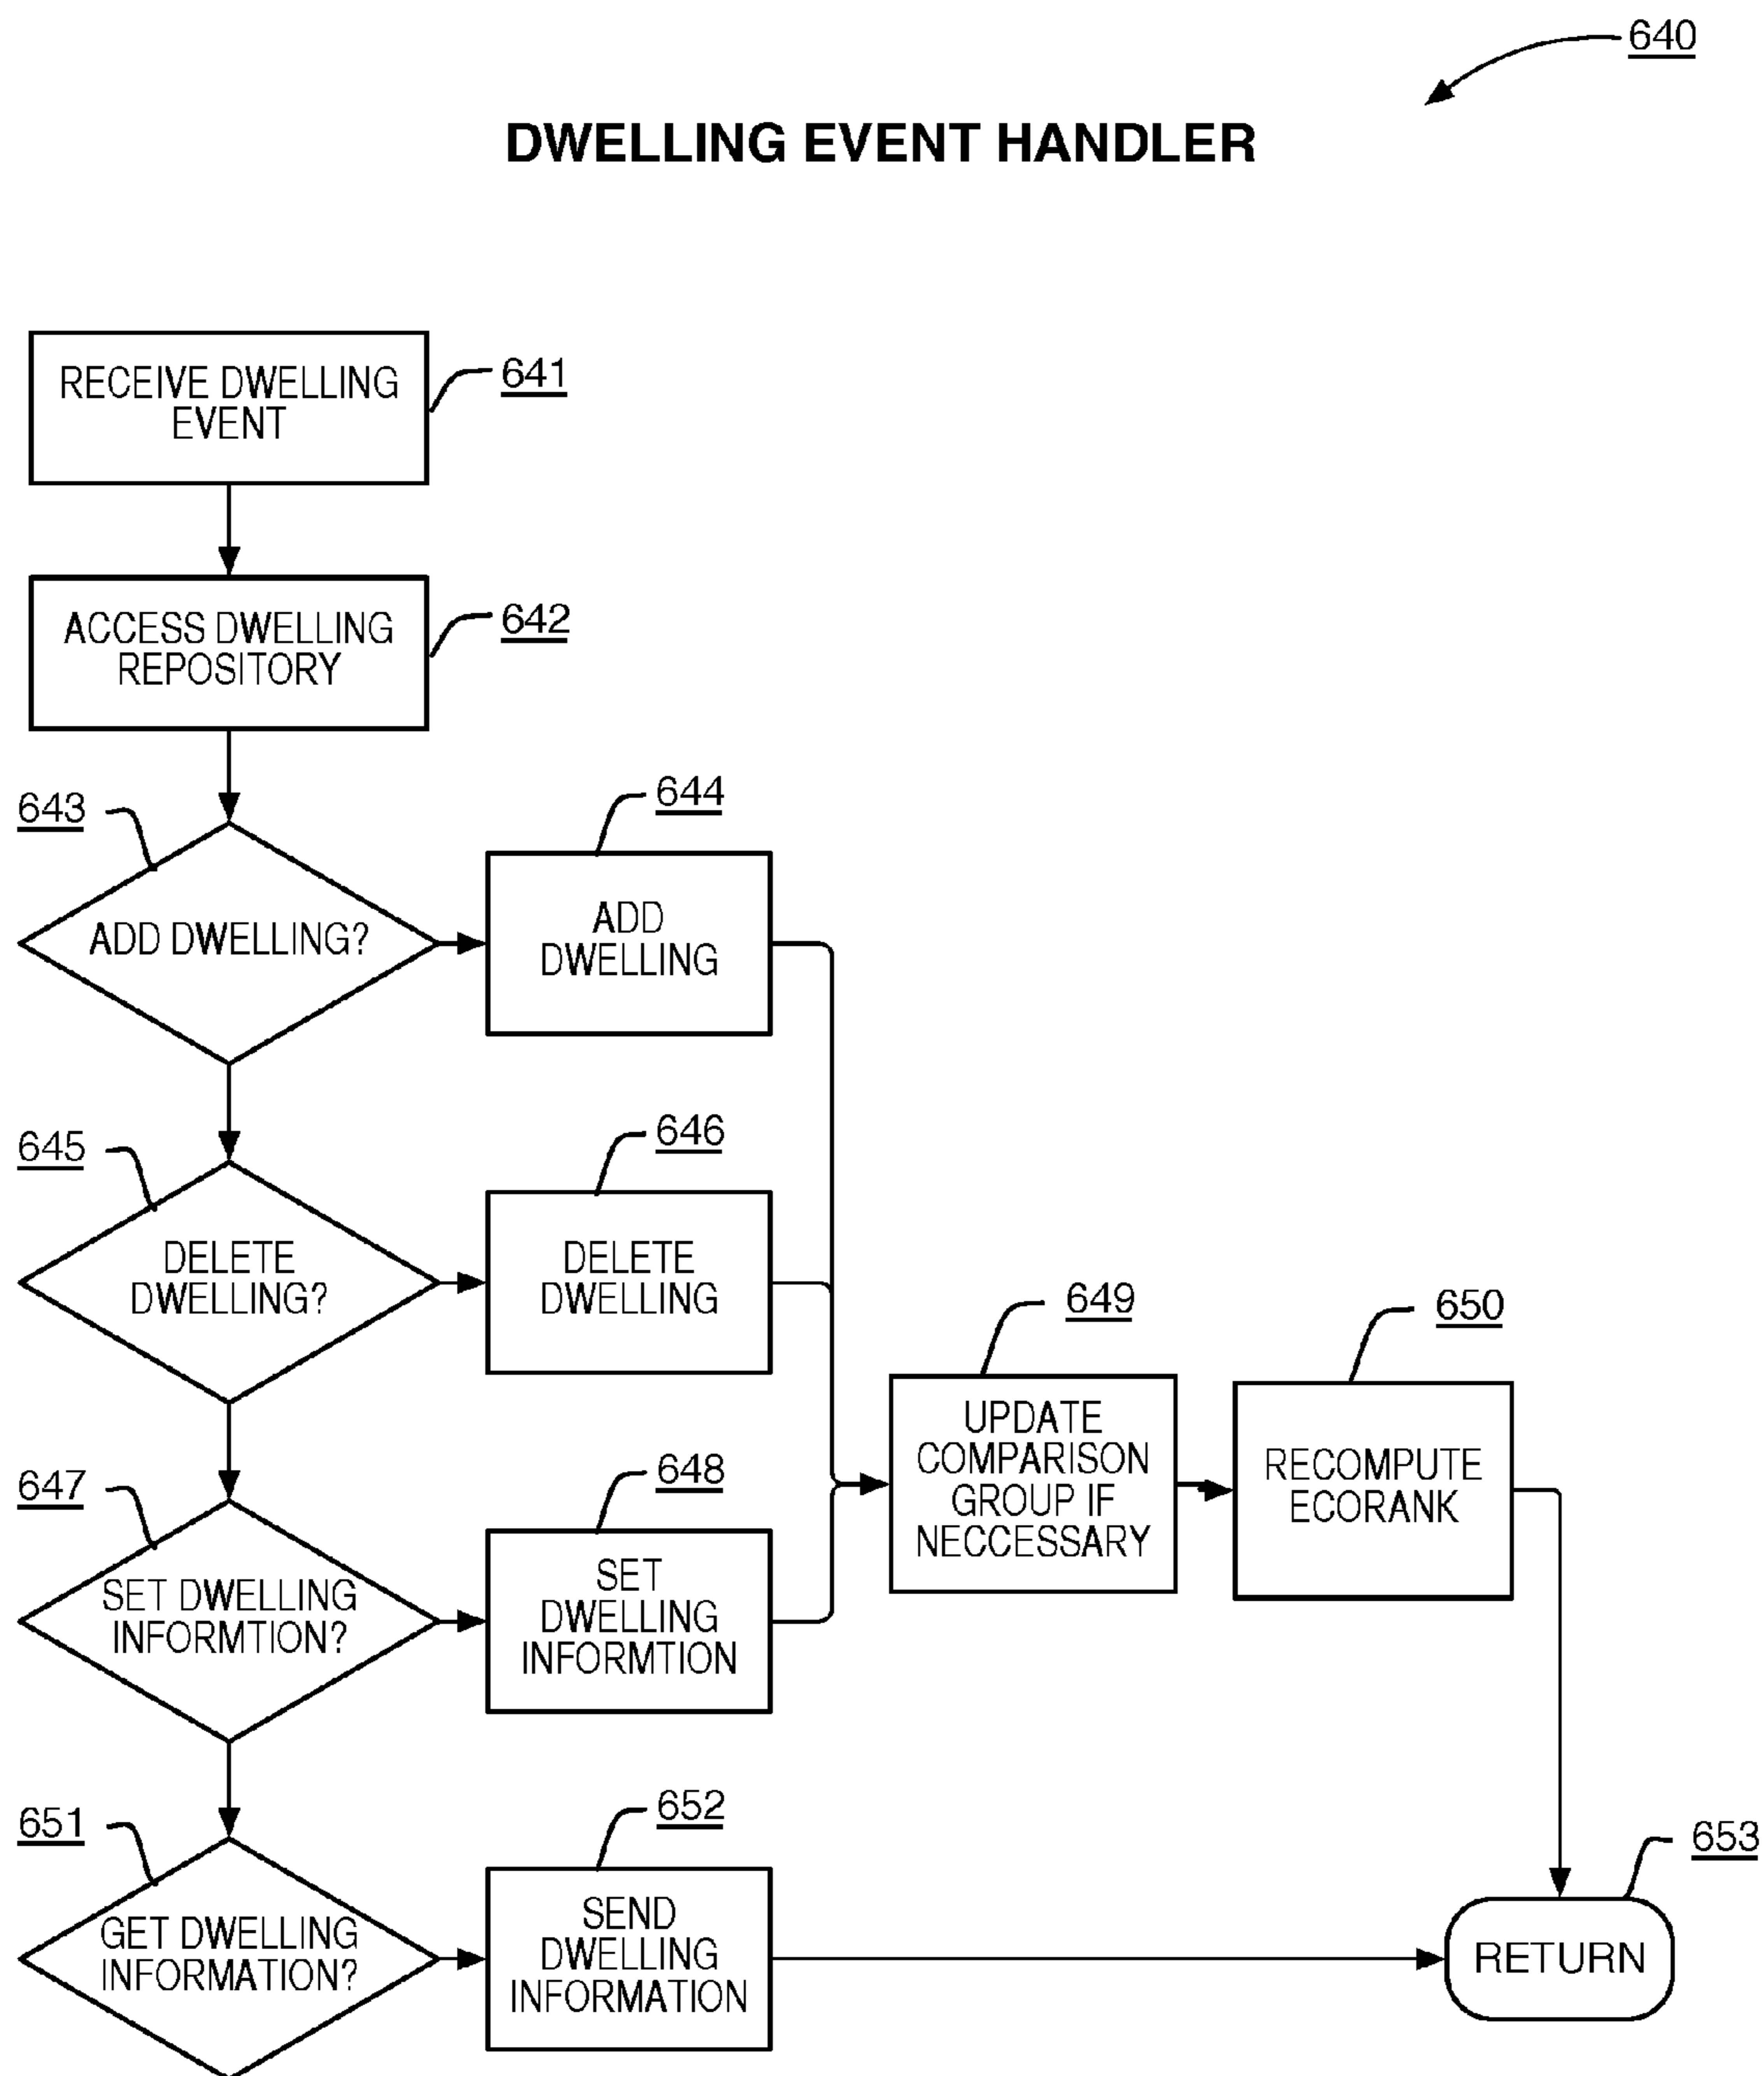 640
DWELLING EVENT HANDLER
RECEIVE DWELLING
EVENT
641
ACCESS DWELLING
REPOSITORY
642
643
ADD DWELLING?
644
ADD
DWELLING
645
DELETE
DWELLING?
646
DELETE
DWELLING
647
SET DWELLING
INFORMTION?
648
SET
DWELLING
INFORMTION
649
UPDATE
COMPARISON
GROUP IF
NECCESSARY
650
RECOMPUTE
ECORANK
651
GET DWELLING
INFORMATION?
652
SEND
DWELLING
INFORMATION
653
RETURN